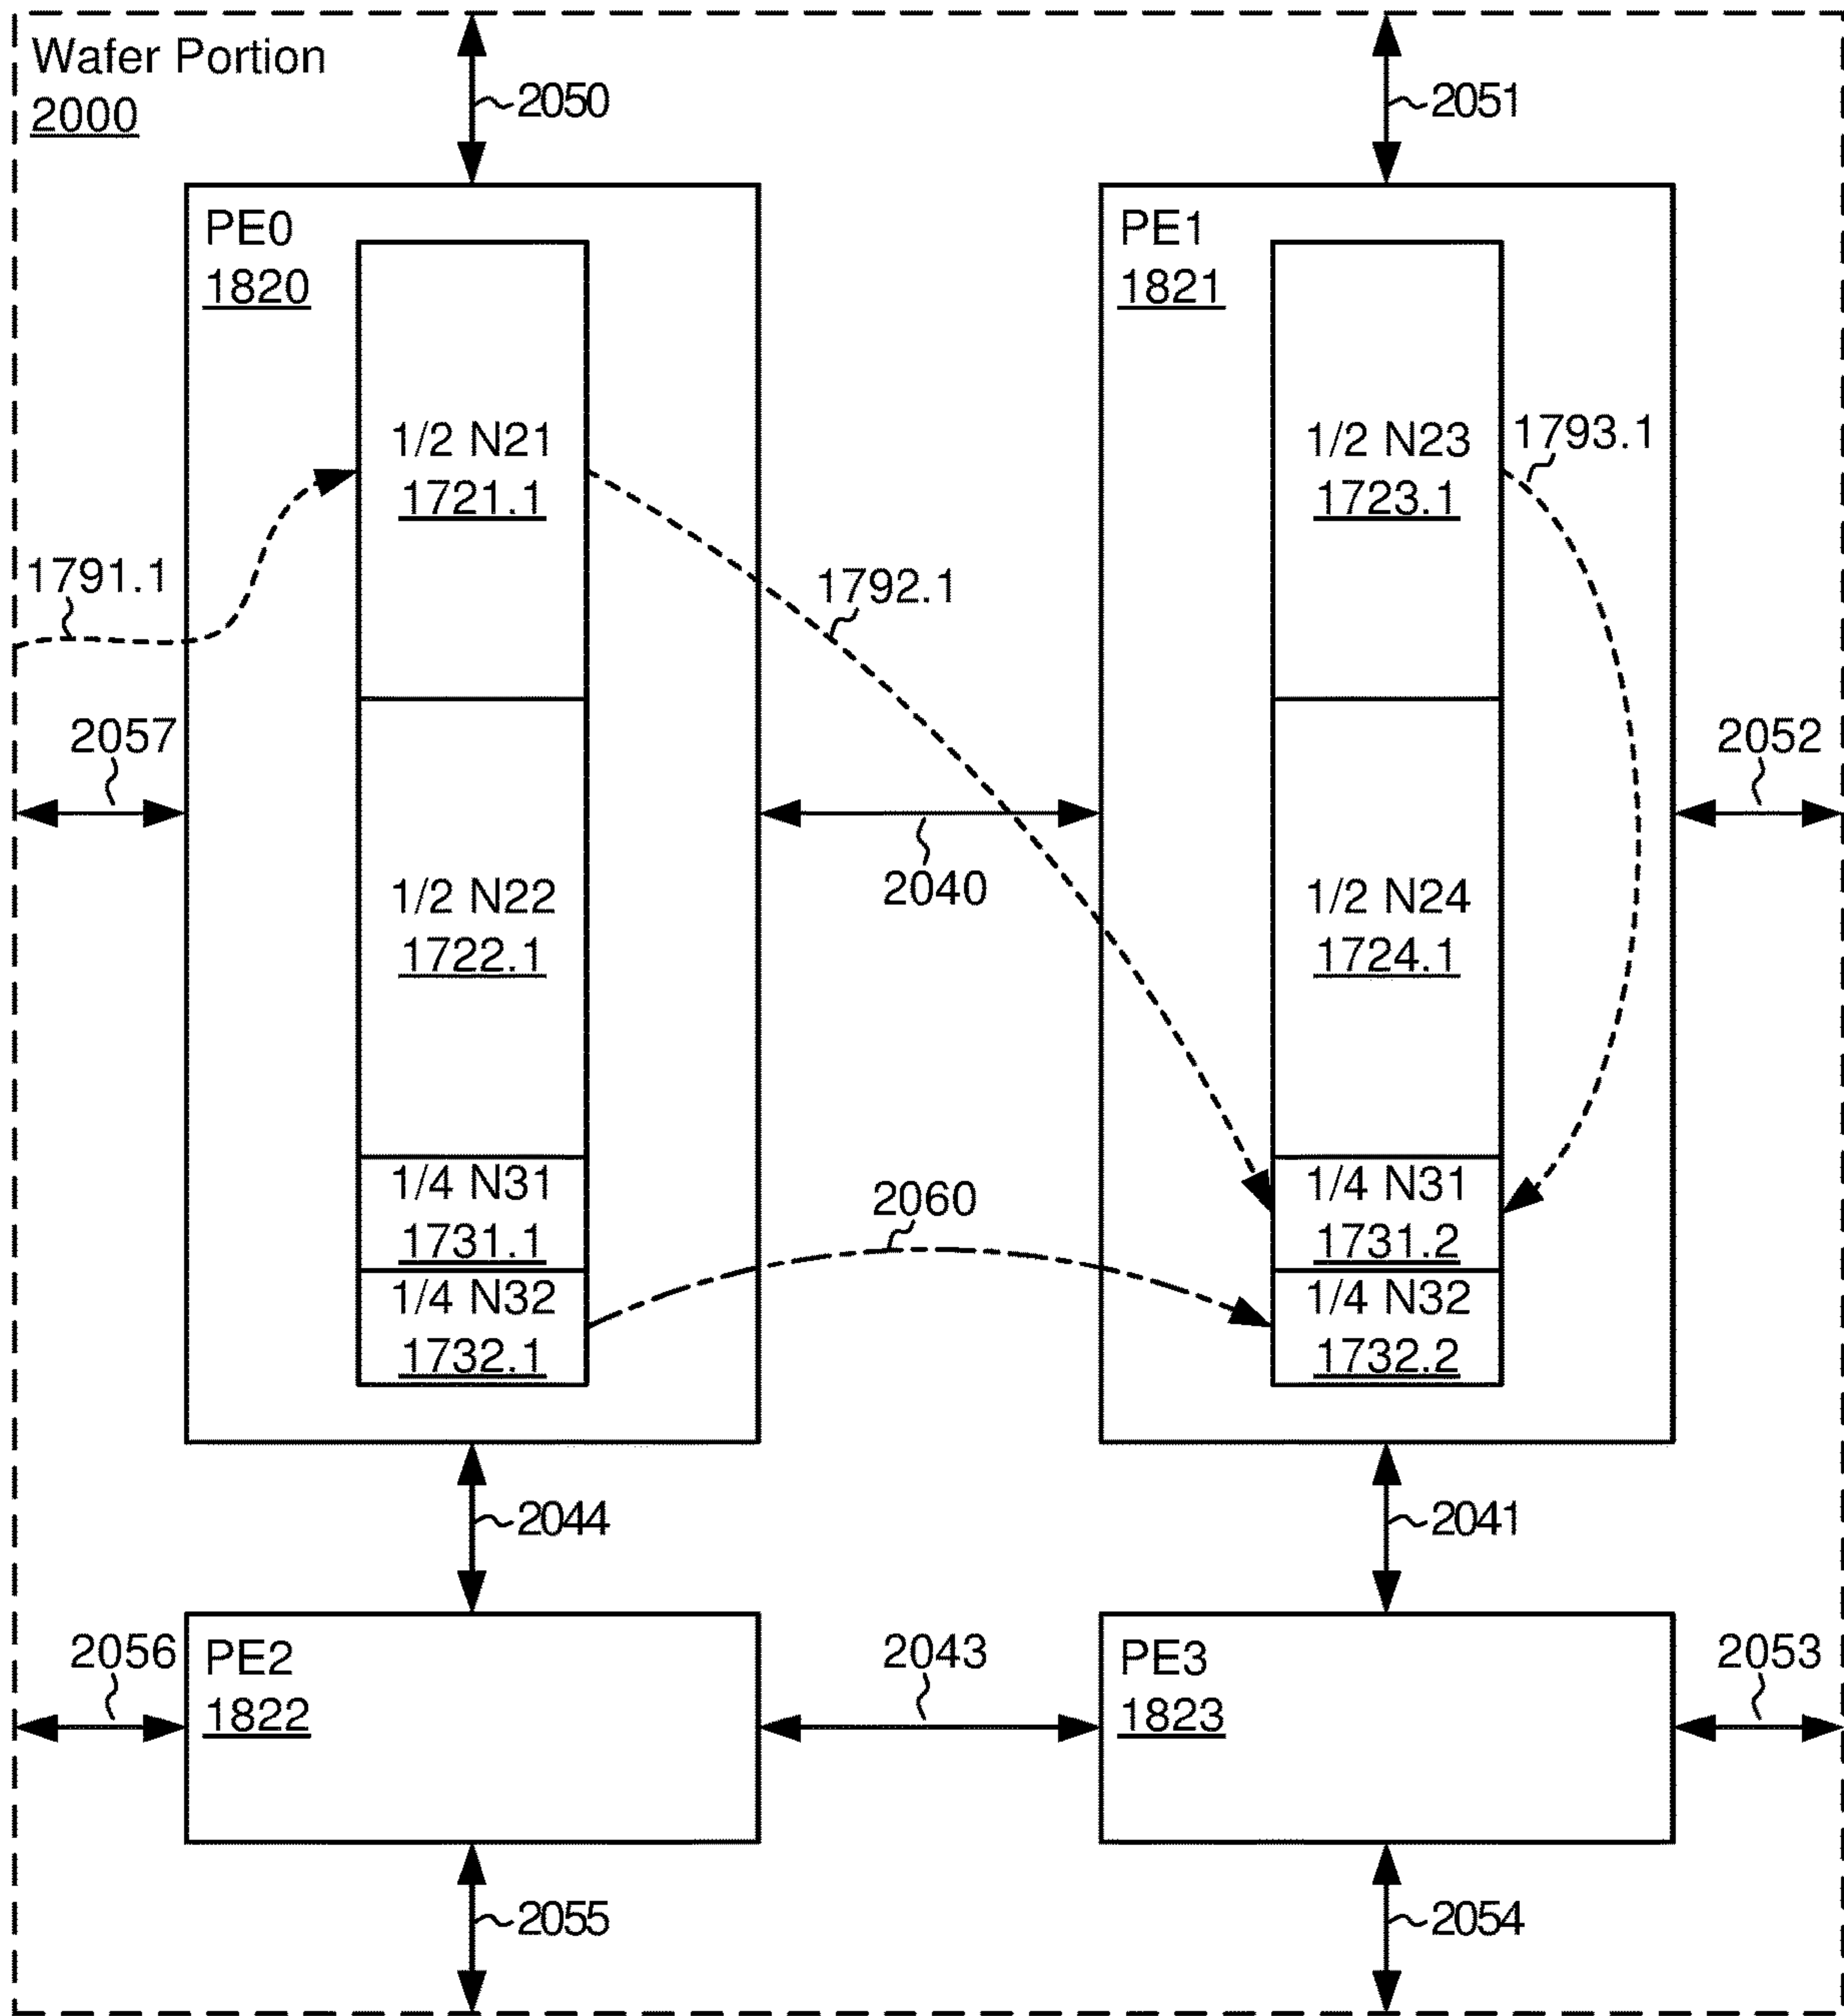 Wafer Portion
2000
2050
2051
PE0
1820
PE1
1821
1/2 N21
1721.1
1/2 N23
1723.1
1793.1
1791.1
1792.1
2057
2052
2040
1/2 N22
1722.1
1/2 N24
1724.1
1/4 N31
1731.1
2060
1/4 N31
1731.2
1/4 N32
1732.1
1/4 N32
1732.2
2044
2041
2056
PE2
1822
2043
PE3
1823
2053
2055
2054